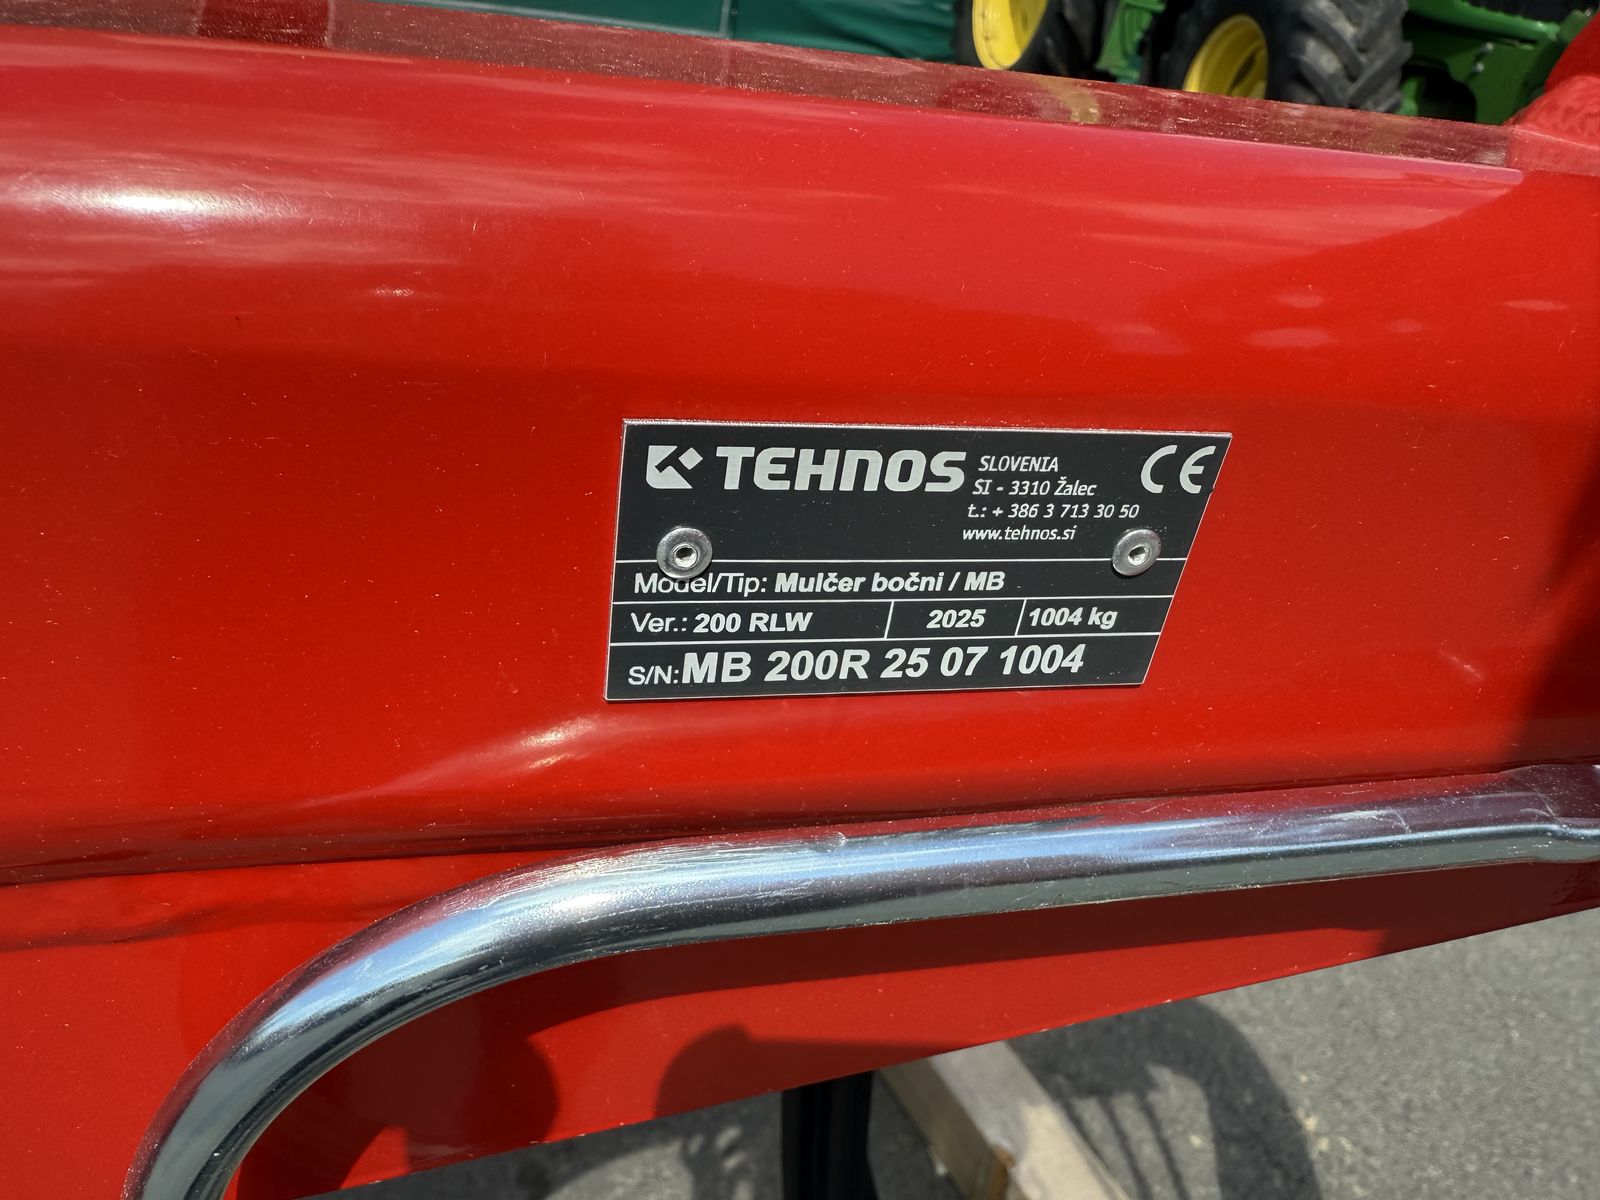 TEHNOS
SLOVENIA
SI - 3310 Žalec
t.: + 386 3 713 30 50
www.tehnos.si
CE
Model/Tip: Mulčer bočni / MB
Ver.: 200 RLW 2025 1004 kg
S/N: MB 200R 25 07 1004